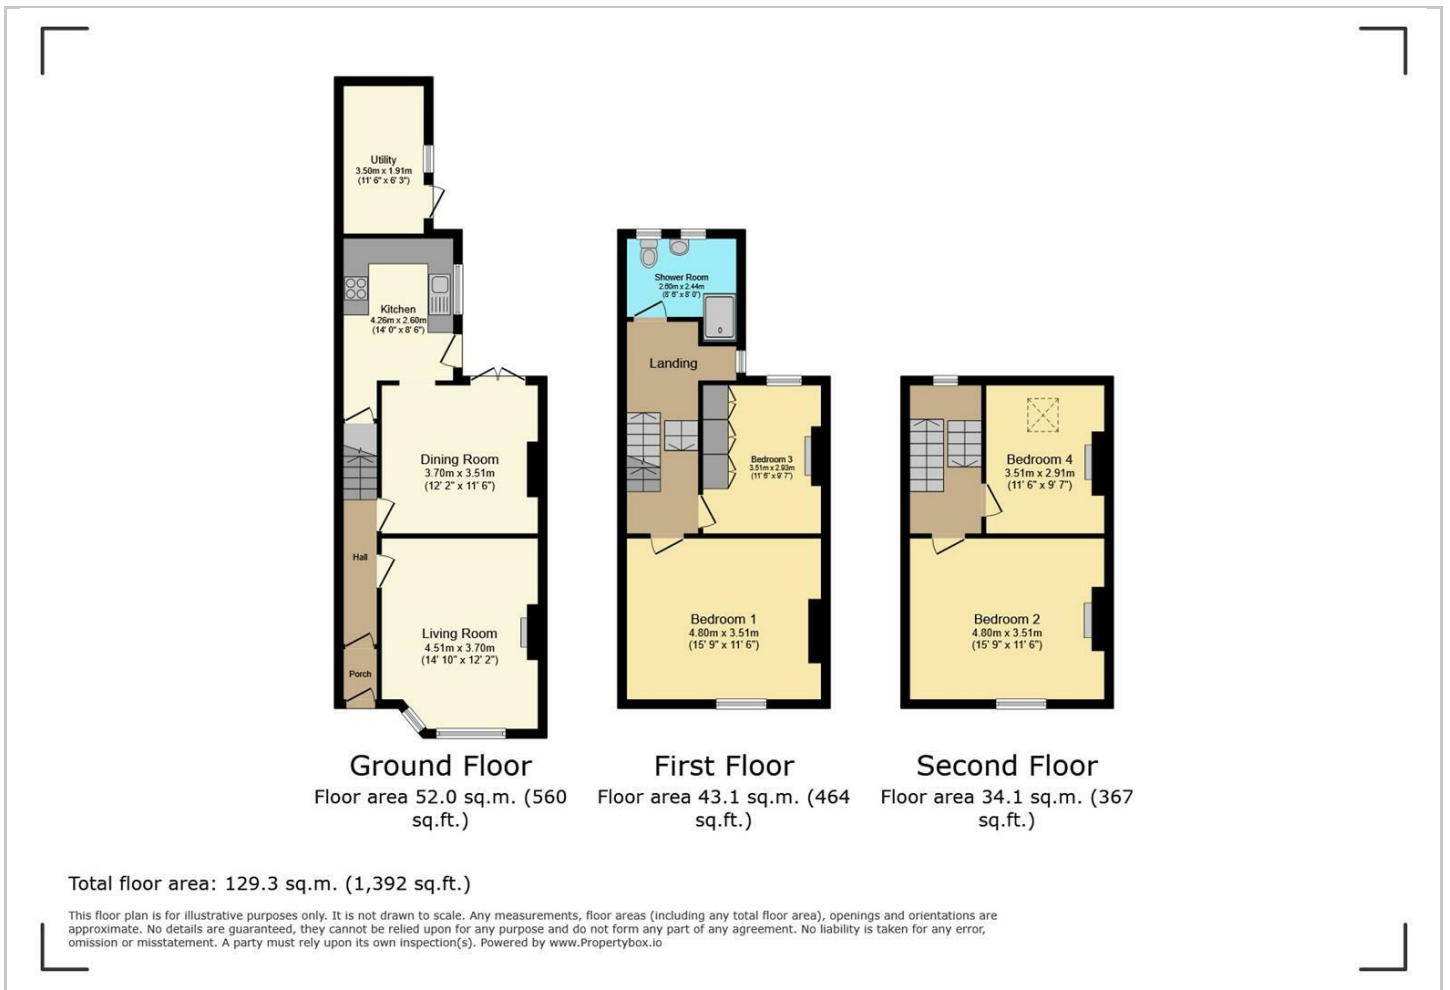 Utility
3.50m x 1.91m
(11' 6" x 6' 3")
Kitchen
4.26m x 2.60m
(14' 0" x 8' 6")
Dining Room
3.70m x 3.51m
(12' 2" x 11' 6")
Hall
Living Room
4.51m x 3.70m
(14' 10" x 12' 2")
Porch
Ground Floor
Floor area 52.0 sq.m. (560
sq.ft.)
Shower Room
2.60m x 2.44m
(8' 6" x 8' 0")
Landing
Bedroom 3
3.51m x 2.93m
(11' 6" x 9' 7")
Bedroom 1
4.80m x 3.51m
(15' 9" x 11' 6")
First Floor
Floor area 43.1 sq.m. (464
sq.ft.)
Bedroom 4
3.51m x 2.91m
(11' 6" x 9' 7")
Bedroom 2
4.80m x 3.51m
(15' 9" x 11' 6")
Second Floor
Floor area 34.1 sq.m. (367
sq.ft.)
Total floor area: 129.3 sq.m. (1,392 sq.ft.)
This floor plan is for illustrative purposes only. It is not drawn to scale. Any measurements, floor areas (including any total floor area), openings and orientations are
approximate. No details are guaranteed, they cannot be relied upon for any purpose and do not form any part of any agreement. No liability is taken for any error,
omission or misstatement. A party must rely upon its own inspection(s). Powered by www.Propertybox.io